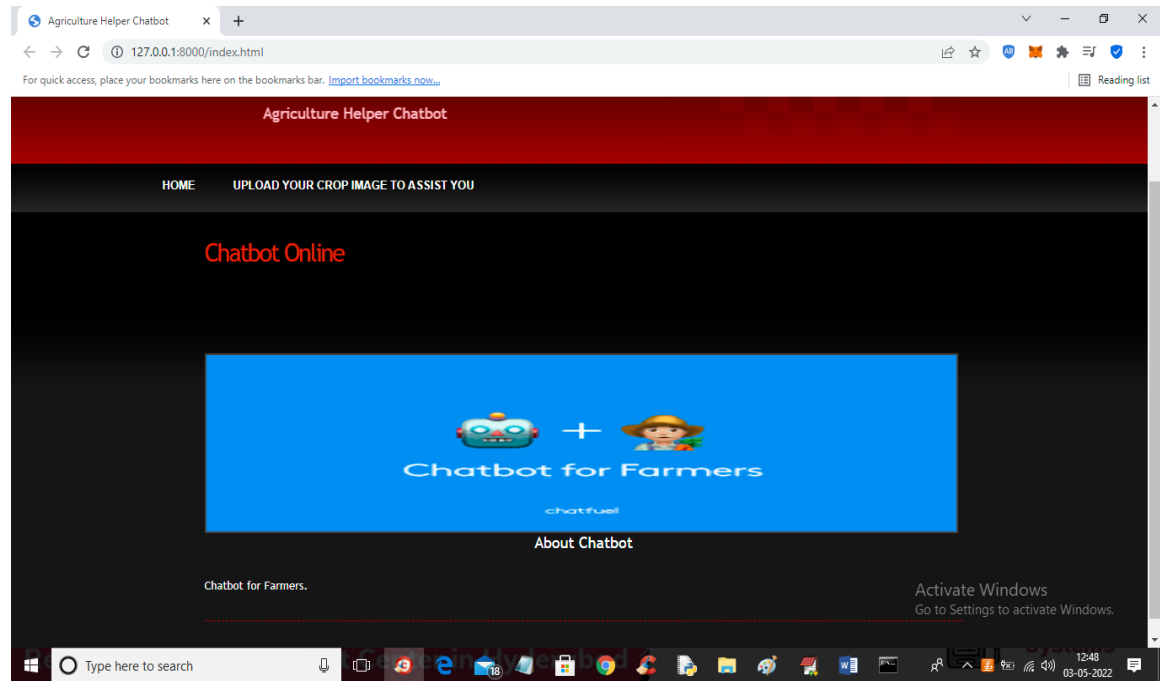 Agriculture Helper Chatbot
127.0.0.1:8000/index.html
AB
For quick access, place your bookmarks here on the bookmarks bar. Import bookmarks now...
Reading list
Agriculture Helper Chatbot
HOME UPLOAD YOUR CROP IMAGE TO ASSIST YOU
Chatbot Online
Chatbot for Farmers
chatfuel
About Chatbot
Chatbot for Farmers.
Activate Windows
Go to Settings to activate Windows.
Type here to search
18
12:48
03-05-2022